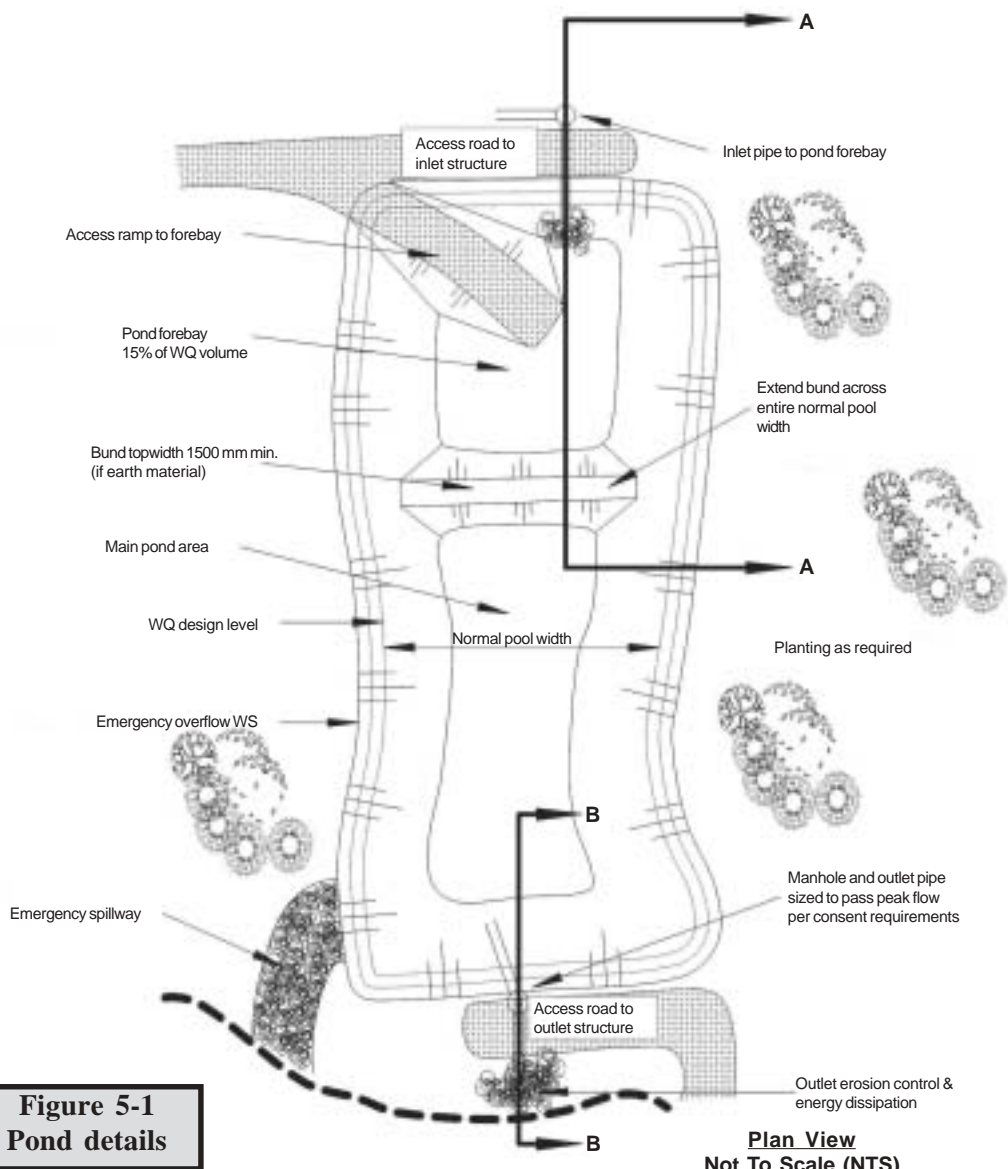 A
Access road to
inlet structure
Inlet pipe to pond forebay
Access ramp to forebay
Pond forebay
15% of WQ volume
Extend bund across
entire normal pool
width
Bund topwidth 1500 mm min.
(if earth material)
Main pond area
A
WQ design level
Normal pool width
Planting as required
Emergency overflow WS
B
Manhole and outlet pipe
sized to pass peak flow
per consent requirements
Emergency spillway
Access road to
outlet structure
Outlet erosion control &
energy dissipation
B
Figure 5-1
Pond details
Plan View
Not To Scale (NTS)